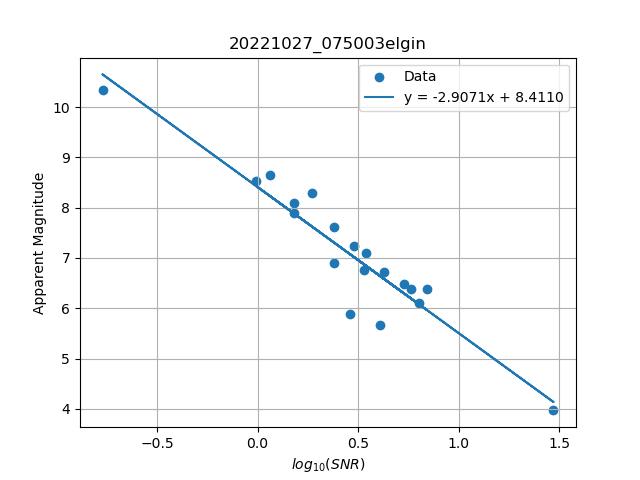 20221027_075003elgin
Data
y = -2.9071x + 8.4110
10
9
8
7
6
5
4
Apparent Magnitude
−0.5
0.0
0.5
1.0
1.5
log₁₀(SNR)